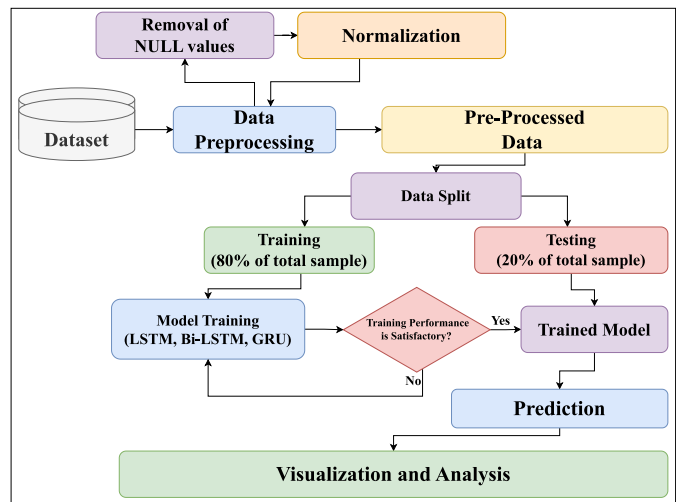 Removal of
NULL values
Normalization
Dataset
Data
Preprocessing
Pre-Processed
Data
Data Split
Training
(80% of total sample)
Testing
(20% of total sample)
Model Training
(LSTM, Bi-LSTM, GRU)
Training Performance
is Satisfactory?
Yes
No
Trained Model
Prediction
Visualization and Analysis